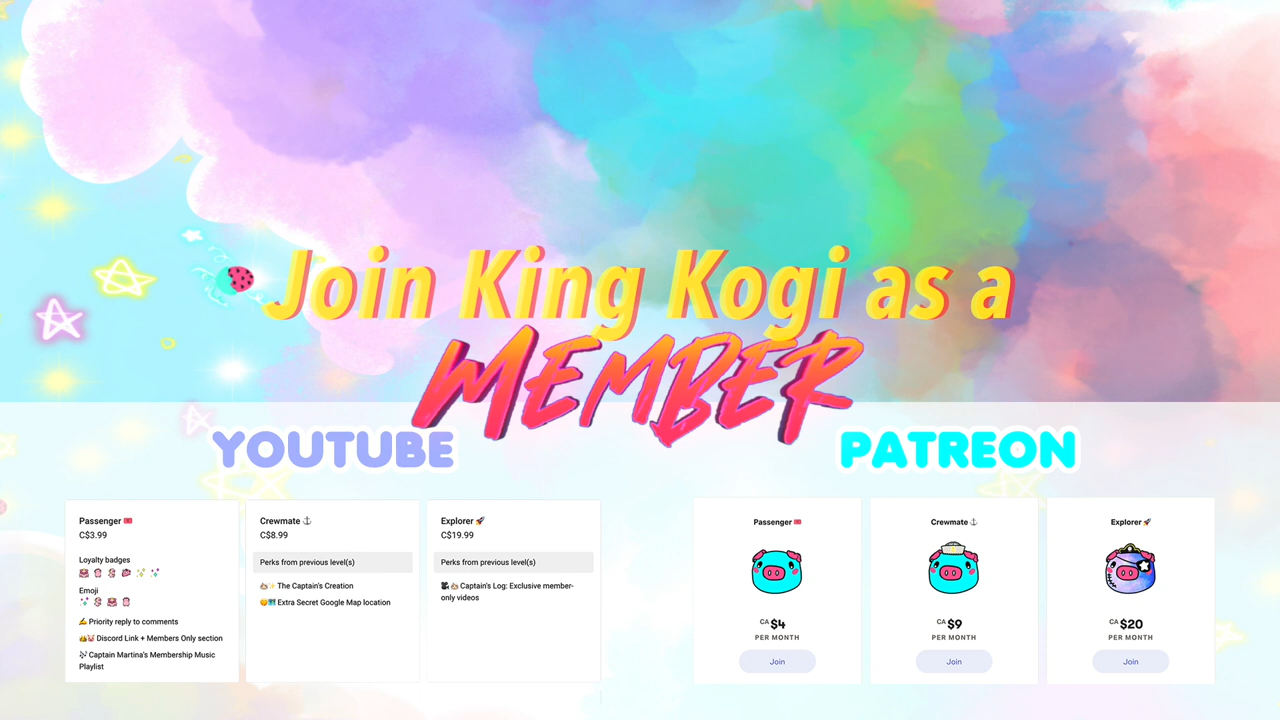 Join King Kogi as a
MEMBER
YOUTUBE
Passenger 🎟️
C$3.99
Loyalty badges
Emoji
✍️ Priority reply to comments
Discord Link + Members Only section
🎶 Captain Martina's Membership Music
Playlist
Crewmate ⚓
C$8.99
Perks from previous level(s)
The Captain's Creation
Extra Secret Google Map location
Explorer 🚀
C$19.99
Perks from previous level(s)
Captain's Log: Exclusive member-
only videos
PATREON
Passenger 🎟️
CA $4
PER MONTH
Join
Crewmate ⚓
CA $9
PER MONTH
Join
Explorer 🚀
CA $20
PER MONTH
Join